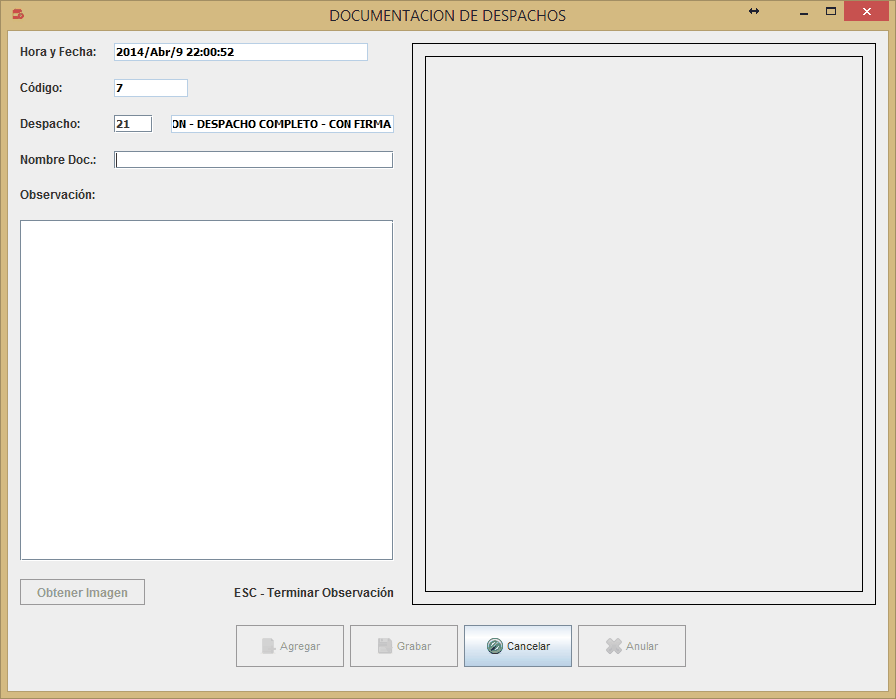 DOCUMENTACION DE DESPACHOS
Hora y Fecha: 2014/Abr/9 22:00:52
Código: 7
Despacho: 21 ON - DESPACHO COMPLETO - CON FIRMA
Nombre Doc.:
Observación:
Obtener Imagen ESC - Terminar Observación
Agregar Grabar Cancelar Anular